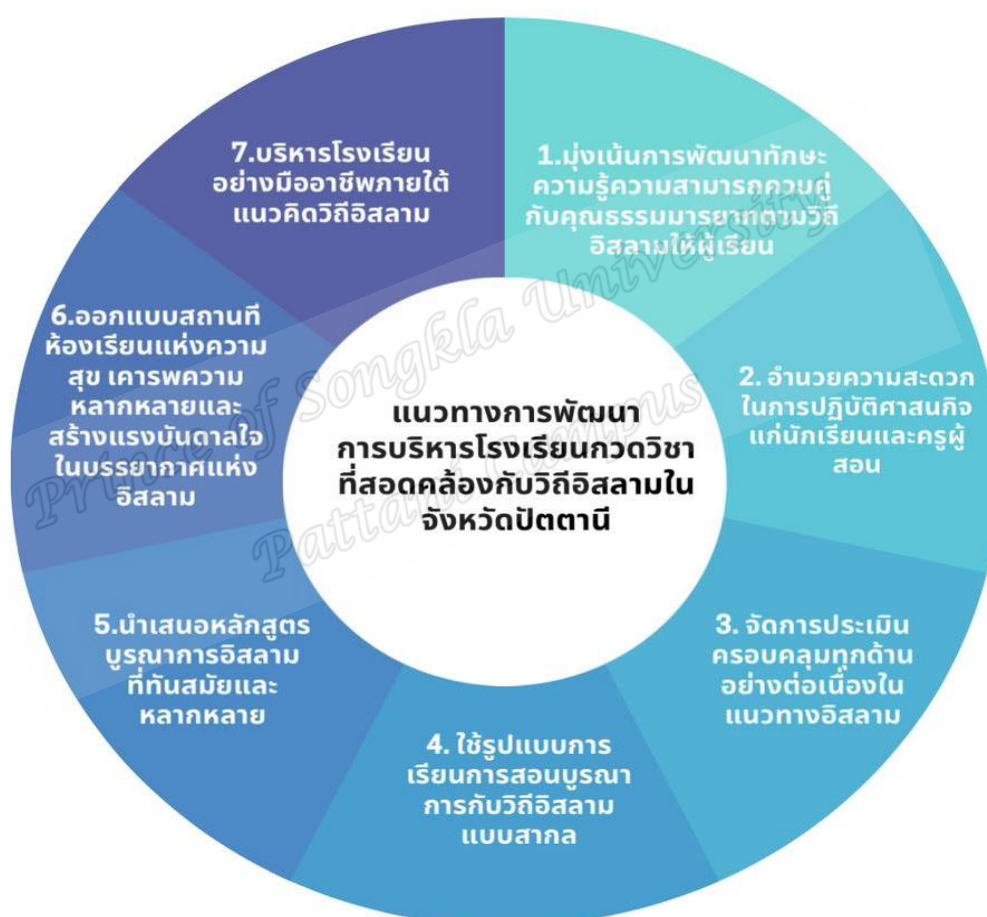 1.มุ่งเน้นการพัฒนาทักษะ
ความรู้ความสามารถควบคู่
กับคุณธรรมมารยาทตามวิถี
อิสลามให้ผู้เรียน
2. อำนวยความสะดวก
ในการปฏิบัติศาสนกิจ
แก่นักเรียนและครูผู้
สอน
3. จัดการประเมิน
ครอบคลุมทุกด้าน
อย่างต่อเนื่องใน
แนวทางอิสลาม
4. ใช้รูปแบบการ
เรียนการสอนบูรณา
การกับวิถีอิสลาม
แบบสากล
5.นำเสนอหลักสูตร
บูรณาการอิสลาม
ที่ทันสมัยและ
หลากหลาย
6.ออกแบบสถานที่
ห้องเรียนแห่งความ
สุข เคารพความ
หลากหลายและ
สร้างแรงบันดาลใจ
ในบรรยากาศแห่ง
อิสลาม
7.บริหารโรงเรียน
อย่างมืออาชีพภายใต้
แนวคิดวิถีอิสลาม
แนวทางการพัฒนา
การบริหารโรงเรียนกวดวิชา
ที่สอดคล้องกับวิถีอิสลามใน
จังหวัดปัตตานี
Prince of Songkla University
Pattani Campus